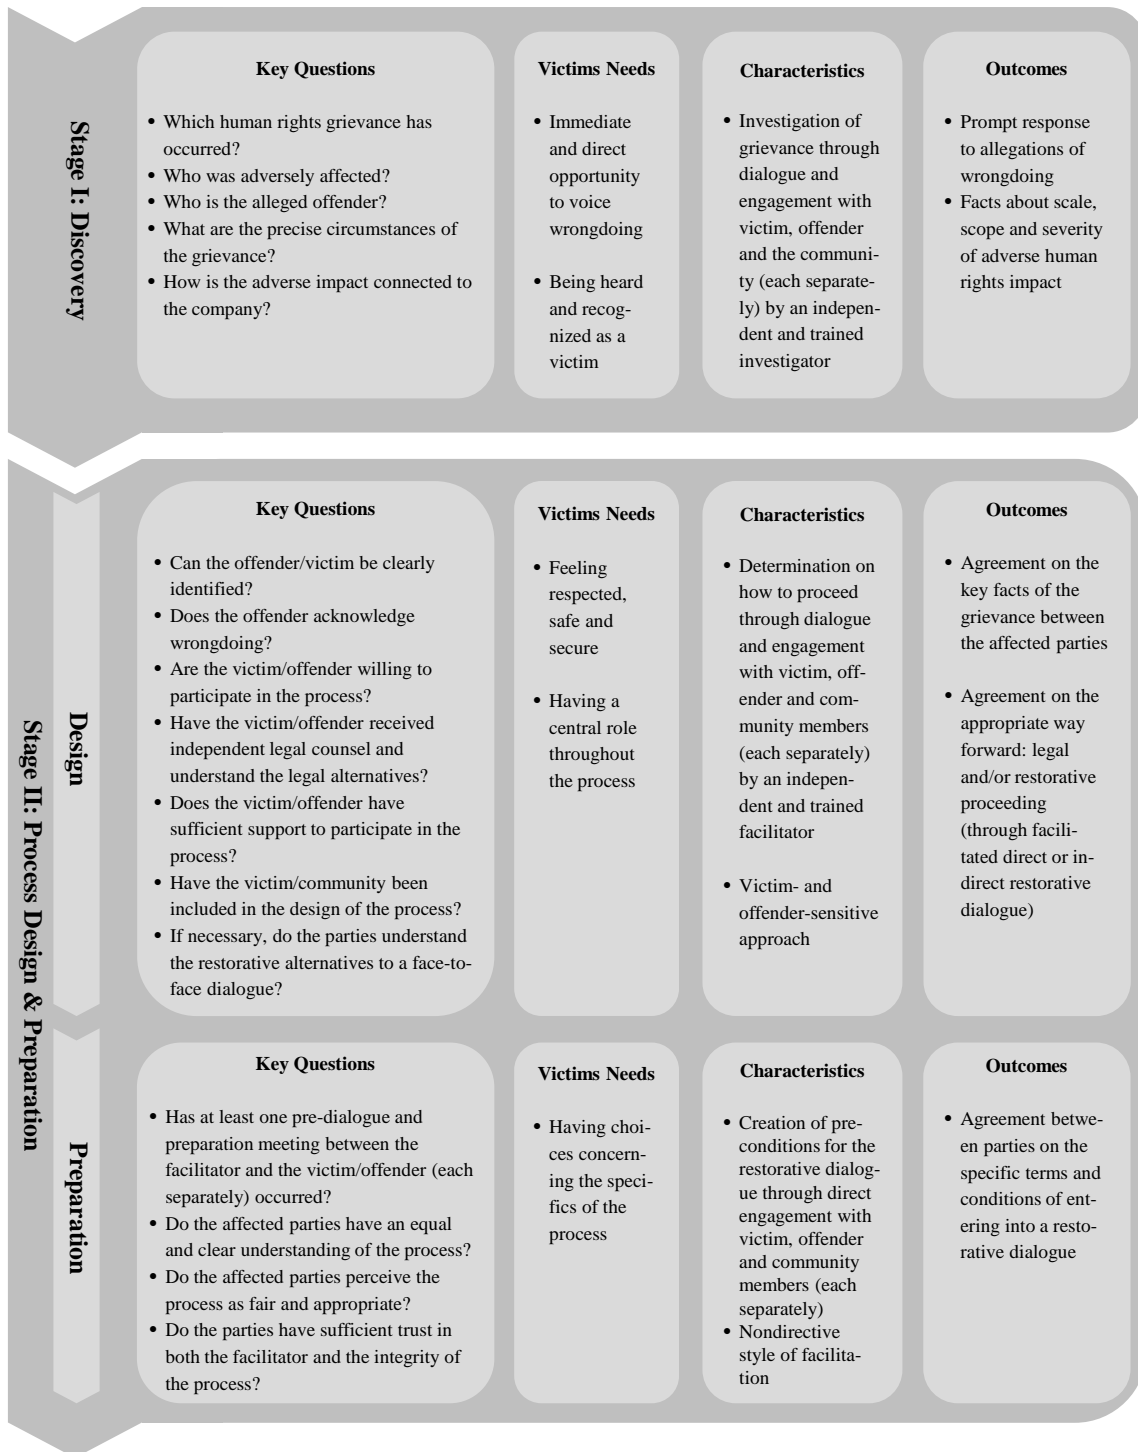 Stage I: Discovery
Key Questions
• Which human rights grievance has
occurred?
• Who was adversely affected?
• Who is the alleged offender?
• What are the precise circumstances of
the grievance?
• How is the adverse impact connected to
the company?
Victims Needs
• Immediate
and direct
opportunity
to voice
wrongdoing
• Being heard
and recog-
nized as a
victim
Characteristics
• Investigation of
grievance through
dialogue and
engagement with
victim, offender
and the communi-
ty (each separate-
ly) by an indepen-
dent and trained
investigator
Outcomes
• Prompt response
to allegations of
wrongdoing
• Facts about scale,
scope and severity
of adverse human
rights impact
Stage II: Process Design & Preparation
Design
Key Questions
• Can the offender/victim be clearly
identified?
• Does the offender acknowledge
wrongdoing?
• Are the victim/offender willing to
participate in the process?
• Have the victim/offender received
independent legal counsel and
understand the legal alternatives?
• Does the victim/offender have
sufficient support to participate in the
process?
• Have the victim/community been
included in the design of the process?
• If necessary, do the parties understand
the restorative alternatives to a face-to-
face dialogue?
Victims Needs
• Feeling
respected,
safe and
secure
• Having a
central role
throughout
the process
Characteristics
• Determination on
how to proceed
through dialogue
and engagement
with victim, off-
ender and com-
munity members
(each separately)
by an indepen-
dent and trained
facilitator
• Victim- and
offender-sensitive
approach
Outcomes
• Agreement on the
key facts of the
grievance between
the affected parties
• Agreement on the
appropriate way
forward: legal
and/or restorative
proceeding
(through facili-
tated direct or in-
direct restorative
dialogue)
Preparation
Key Questions
• Has at least one pre-dialogue and
preparation meeting between the
facilitator and the victim/offender (each
separately) occurred?
• Do the affected parties have an equal
and clear understanding of the process?
• Do the affected parties perceive the
process as fair and appropriate?
• Do the parties have sufficient trust in
both the facilitator and the integrity of
the process?
Victims Needs
• Having choi-
ces concern-
ing the speci-
fics of the
process
Characteristics
• Creation of pre-
conditions for the
restorative dialog-
ue through direct
engagement with
victim, offender
and community
members (each
separately)
• Nondirective
style of facilita-
tion
Outcomes
• Agreement betwe-
en parties on the
specific terms and
conditions of ent-
ering into a resto-
rative dialogue